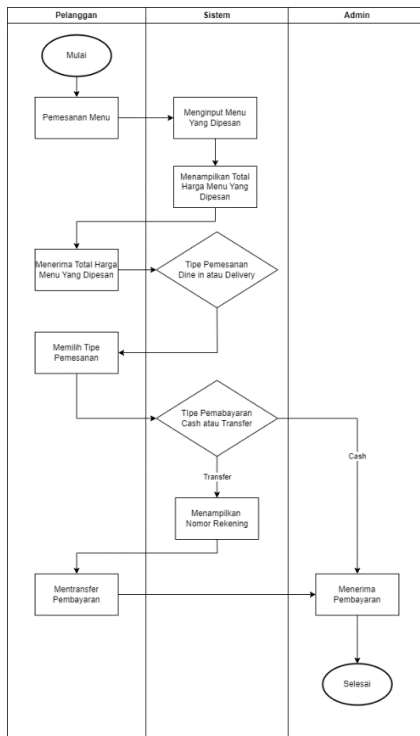 Pelanggan
Sistem
Admin
Mulai
Pemesanan Menu
Menginput Menu
Yang Dipesan
Menampilkan Total
Harga Menu Yang
Dipesan
Menerima Total Harga
Menu Yang Dipesan
Tipe Pemesanan
Dine in atau Delivery
Memilih Tipe
Pemesanan
TIpe Pemabayaran
Cash atau Transfer
Cash
Transfer
Menampilkan
Nomor Rekening
Mentransfer
Pembayaran
Menerima
Pembayaran
Selesai